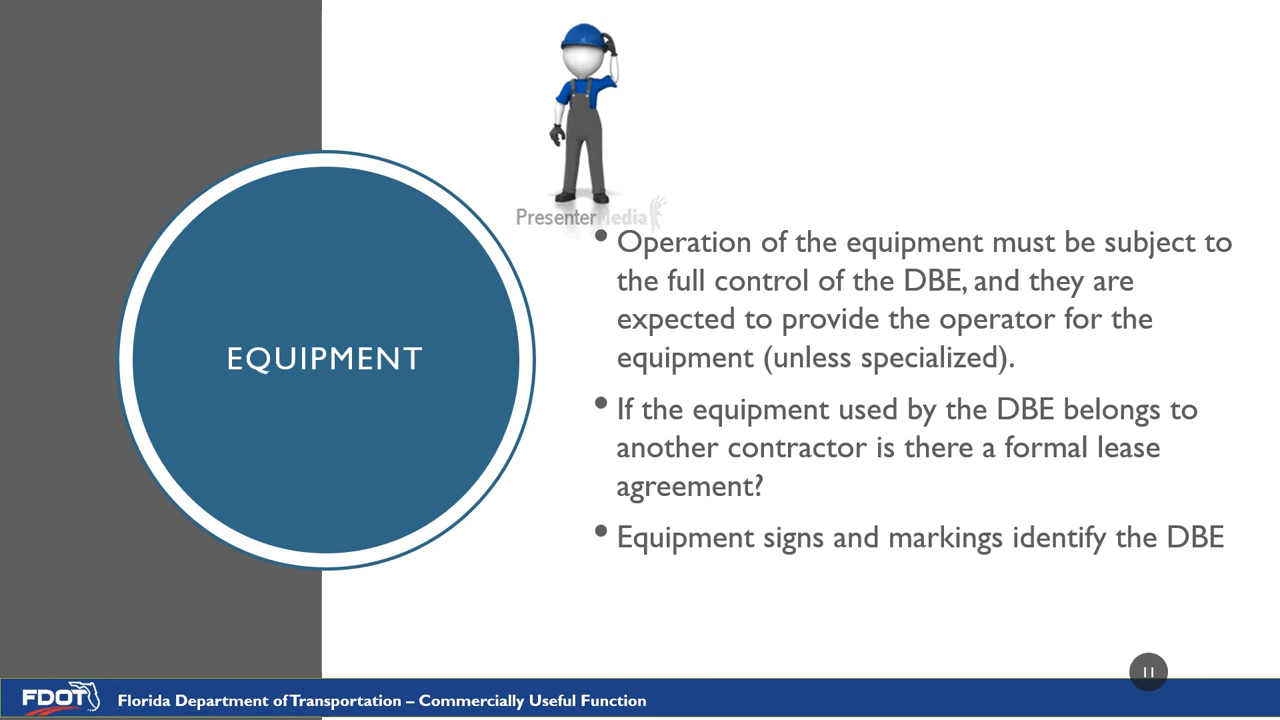 PresenterMedia
EQUIPMENT
• Operation of the equipment must be subject to
the full control of the DBE, and they are
expected to provide the operator for the
equipment (unless specialized).
• If the equipment used by the DBE belongs to
another contractor is there a formal lease
agreement?
• Equipment signs and markings identify the DBE
11
FDOT
Florida Department of Transportation – Commercially Useful Function